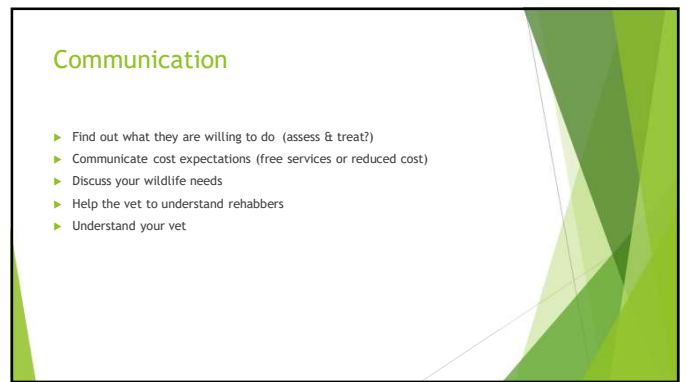 Communication
▶ Find out what they are willing to do (assess & treat?)
▶ Communicate cost expectations (free services or reduced cost)
▶ Discuss your wildlife needs
▶ Help the vet to understand rehabbers
▶ Understand your vet